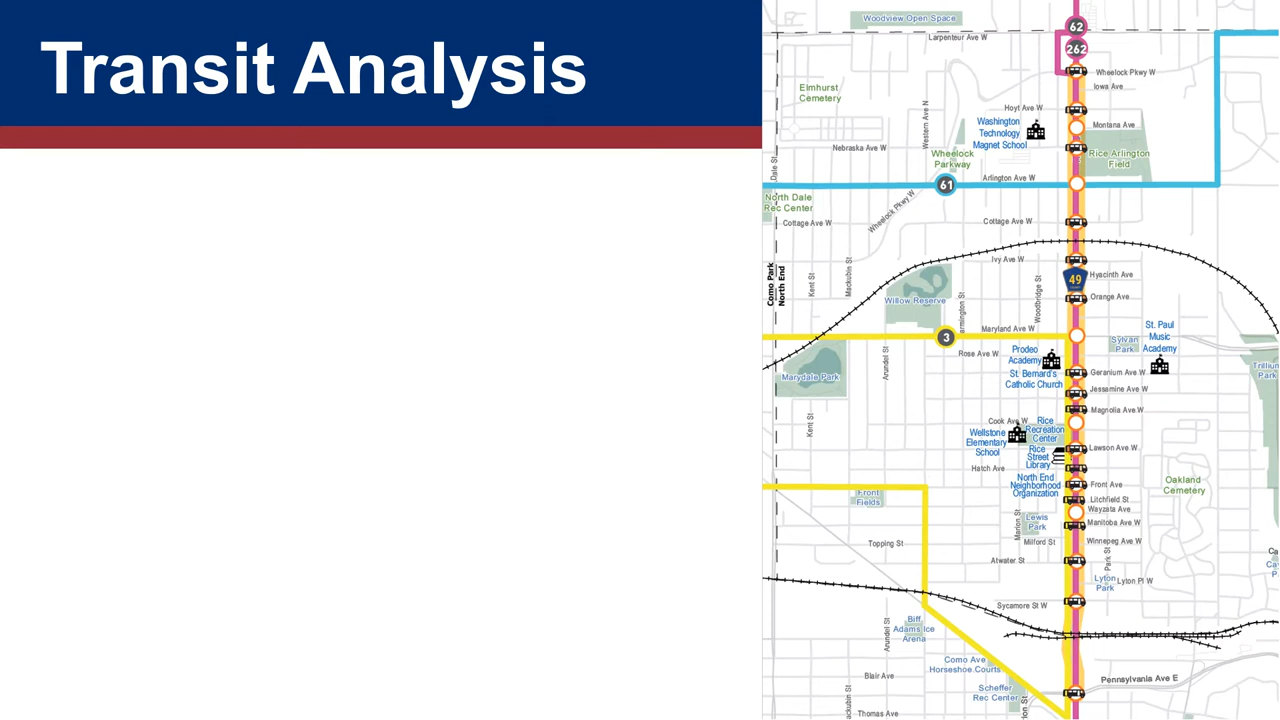 Transit Analysis
Woodview Open Space
62
Larpenteur Ave W
262
Wheelock Pkwy W
Iowa Ave
Elmhurst
Cemetery
Hoyt Ave W
Western Ave N
Washington
Technology
Magnet School
Montana Ave
Nebraska Ave W
Wheelock
Parkway
Rice Arlington
Field
Dale St
Arlington Ave W
61
North Dale
Rec Center
Wheelock Pkwy W
Cottage Ave W
Cottage Ave W
Ivy Ave W
Como Park
North End
Kent St
Mackubin St
Hyacinth Ave
49
Willow Reserve
Woodbridge St
Orange Ave
Maryland Ave W
3
St. Paul
Music
Academy
Sylvan
Park
Rose Ave W
Prodeo
Academy
Arundel St
St. Bernard's
Catholic Church
Geranium Ave W
Marydale Park
Jessamine Ave W
Magnolia Ave W
Kent St
Cook Ave W
Rice
Recreation
Center
Wellstone
Elementary
School
Lawson Ave W
Rice
Street
Library
Hatch Ave
North End
Neighborhood
Organization
Front Ave
Oakland
Cemetery
Front
Fields
Litchfield St
Wayzata Ave
Marion St
Lewis
Park
Manitoba Ave W
Topping St
Milford St
Winnepeg Ave W
Park St
Atwater St
Lyton
Park
Lyton Pl W
Sycamore St W
Biff
Adams Ice
Arena
Arundel St
Como Ave
Horseshoe Courts
Blair Ave
Pennsylvania Ave E
Scheffer
Rec Center
Thomas Ave